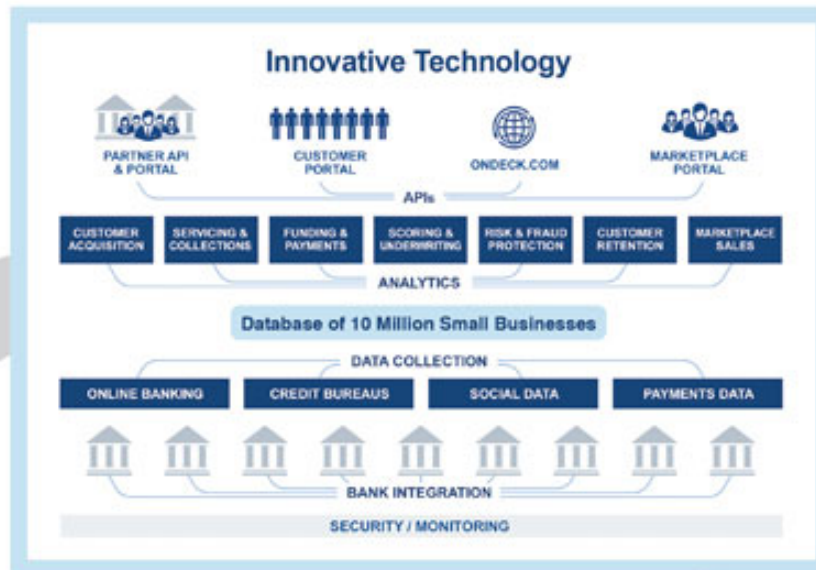 Innovative Technology
PARTNER API
& PORTAL
CUSTOMER
PORTAL
ONDECK.COM
MARKETPLACE
PORTAL
APIs
CUSTOMER
ACQUISITION
SERVICING &
COLLECTIONS
FUNDING &
PAYMENTS
SCORING &
UNDERWRITING
RISK & FRAUD
PROTECTION
CUSTOMER
RETENTION
MARKETPLACE
SALES
ANALYTICS
Database of 10 Million Small Businesses
DATA COLLECTION
ONLINE BANKING
CREDIT BUREAUS
SOCIAL DATA
PAYMENTS DATA
BANK INTEGRATION
SECURITY / MONITORING